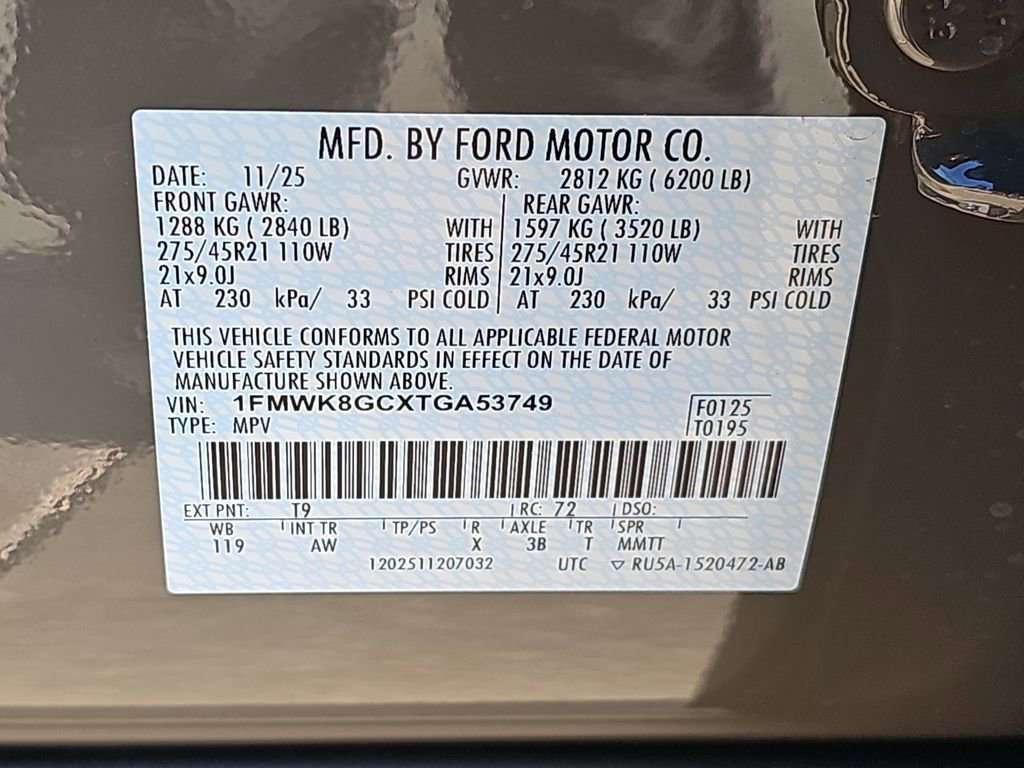 MFD. BY FORD MOTOR CO.
DATE: 11/25 GVWR: 2812 KG ( 6200 LB)
FRONT GAWR: REAR GAWR:
1288 KG ( 2840 LB) WITH 1597 KG ( 3520 LB) WITH
275/45R21 110W TIRES 275/45R21 110W TIRES
21x9.0J RIMS 21x9.0J RIMS
AT 230 kPa/ 33 PSI COLD AT 230 kPa/ 33 PSI COLD
THIS VEHICLE CONFORMS TO ALL APPLICABLE FEDERAL MOTOR
VEHICLE SAFETY STANDARDS IN EFFECT ON THE DATE OF
MANUFACTURE SHOWN ABOVE.
VIN: 1FMWK8GCXTGA53749 F0125
TYPE: MPV T0195
EXT PNT: T9 RC: 72 DSO:
WB INT TR TP/PS R AXLE TR SPR
119 AW X 3B T MMTT
1202511207032 UTC ▽ RU5A-1520472-AB